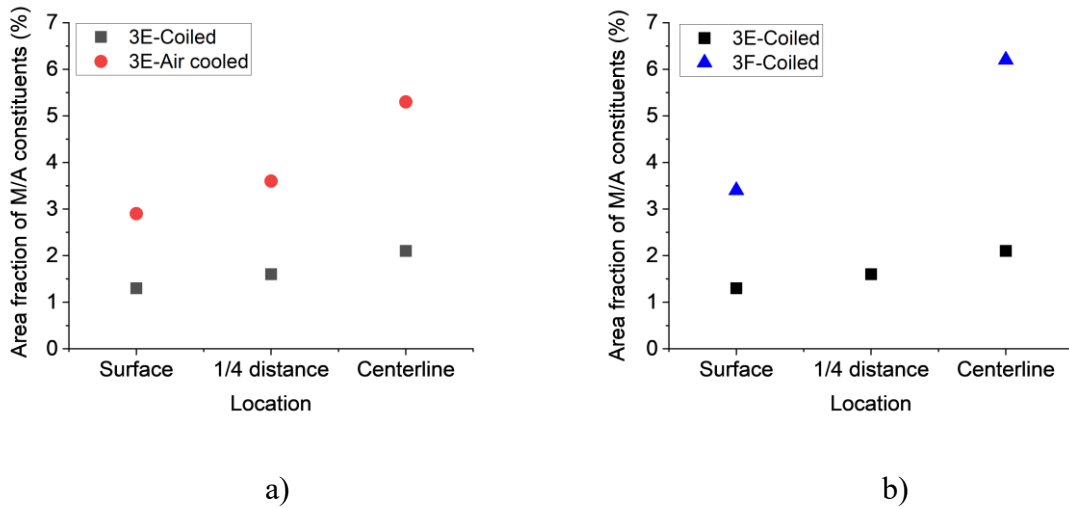 7
6
5
4
3
2
1
0
Area fraction of M/A constituents (%)
3E-Coiled
3E-Air cooled
Surface 1/4 distance Centerline
Location
a)
7
6
5
4
3
2
1
0
Area fraction of M/A constituents (%)
3E-Coiled
3F-Coiled
Surface 1/4 distance Centerline
Location
b)